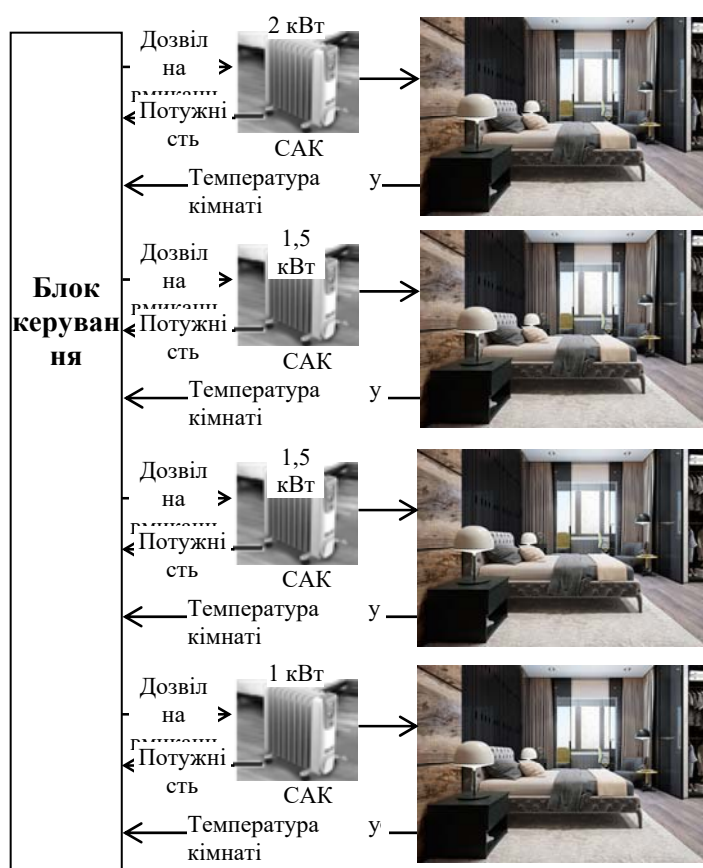 2 кВт
Дозвіл
на
Потужні
сть
САК
Температура у
кімнаті
1,5
кВт
Дозвіл
на
Потужні
сть
САК
Температура у
кімнаті
Блок
керуван
ня
1,5
кВт
Дозвіл
на
Потужні
сть
САК
Температура у
кімнаті
1 кВт
Дозвіл
на
Потужні
сть
САК
Температура у
кімнаті